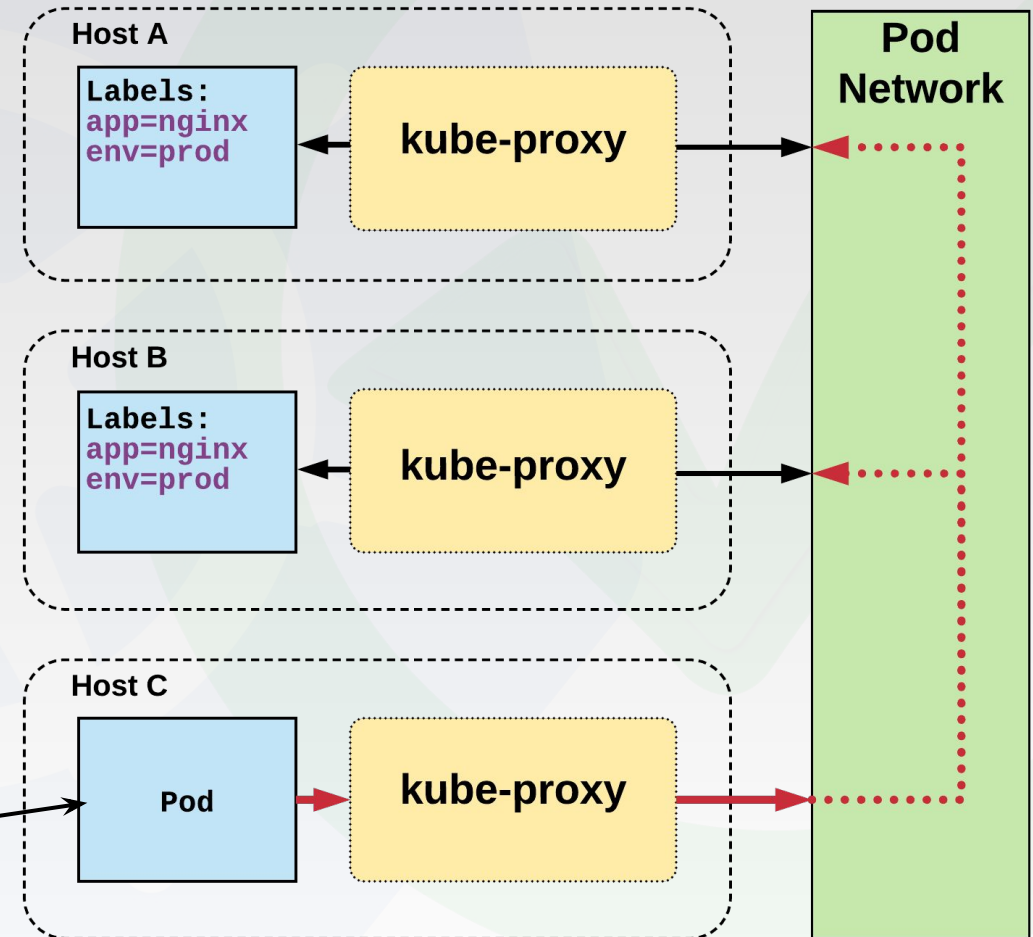 Host A
Labels:
app=nginx
env=prod
kube-proxy
Pod
Network
Host B
Labels:
app=nginx
env=prod
kube-proxy
Host C
Pod
kube-proxy